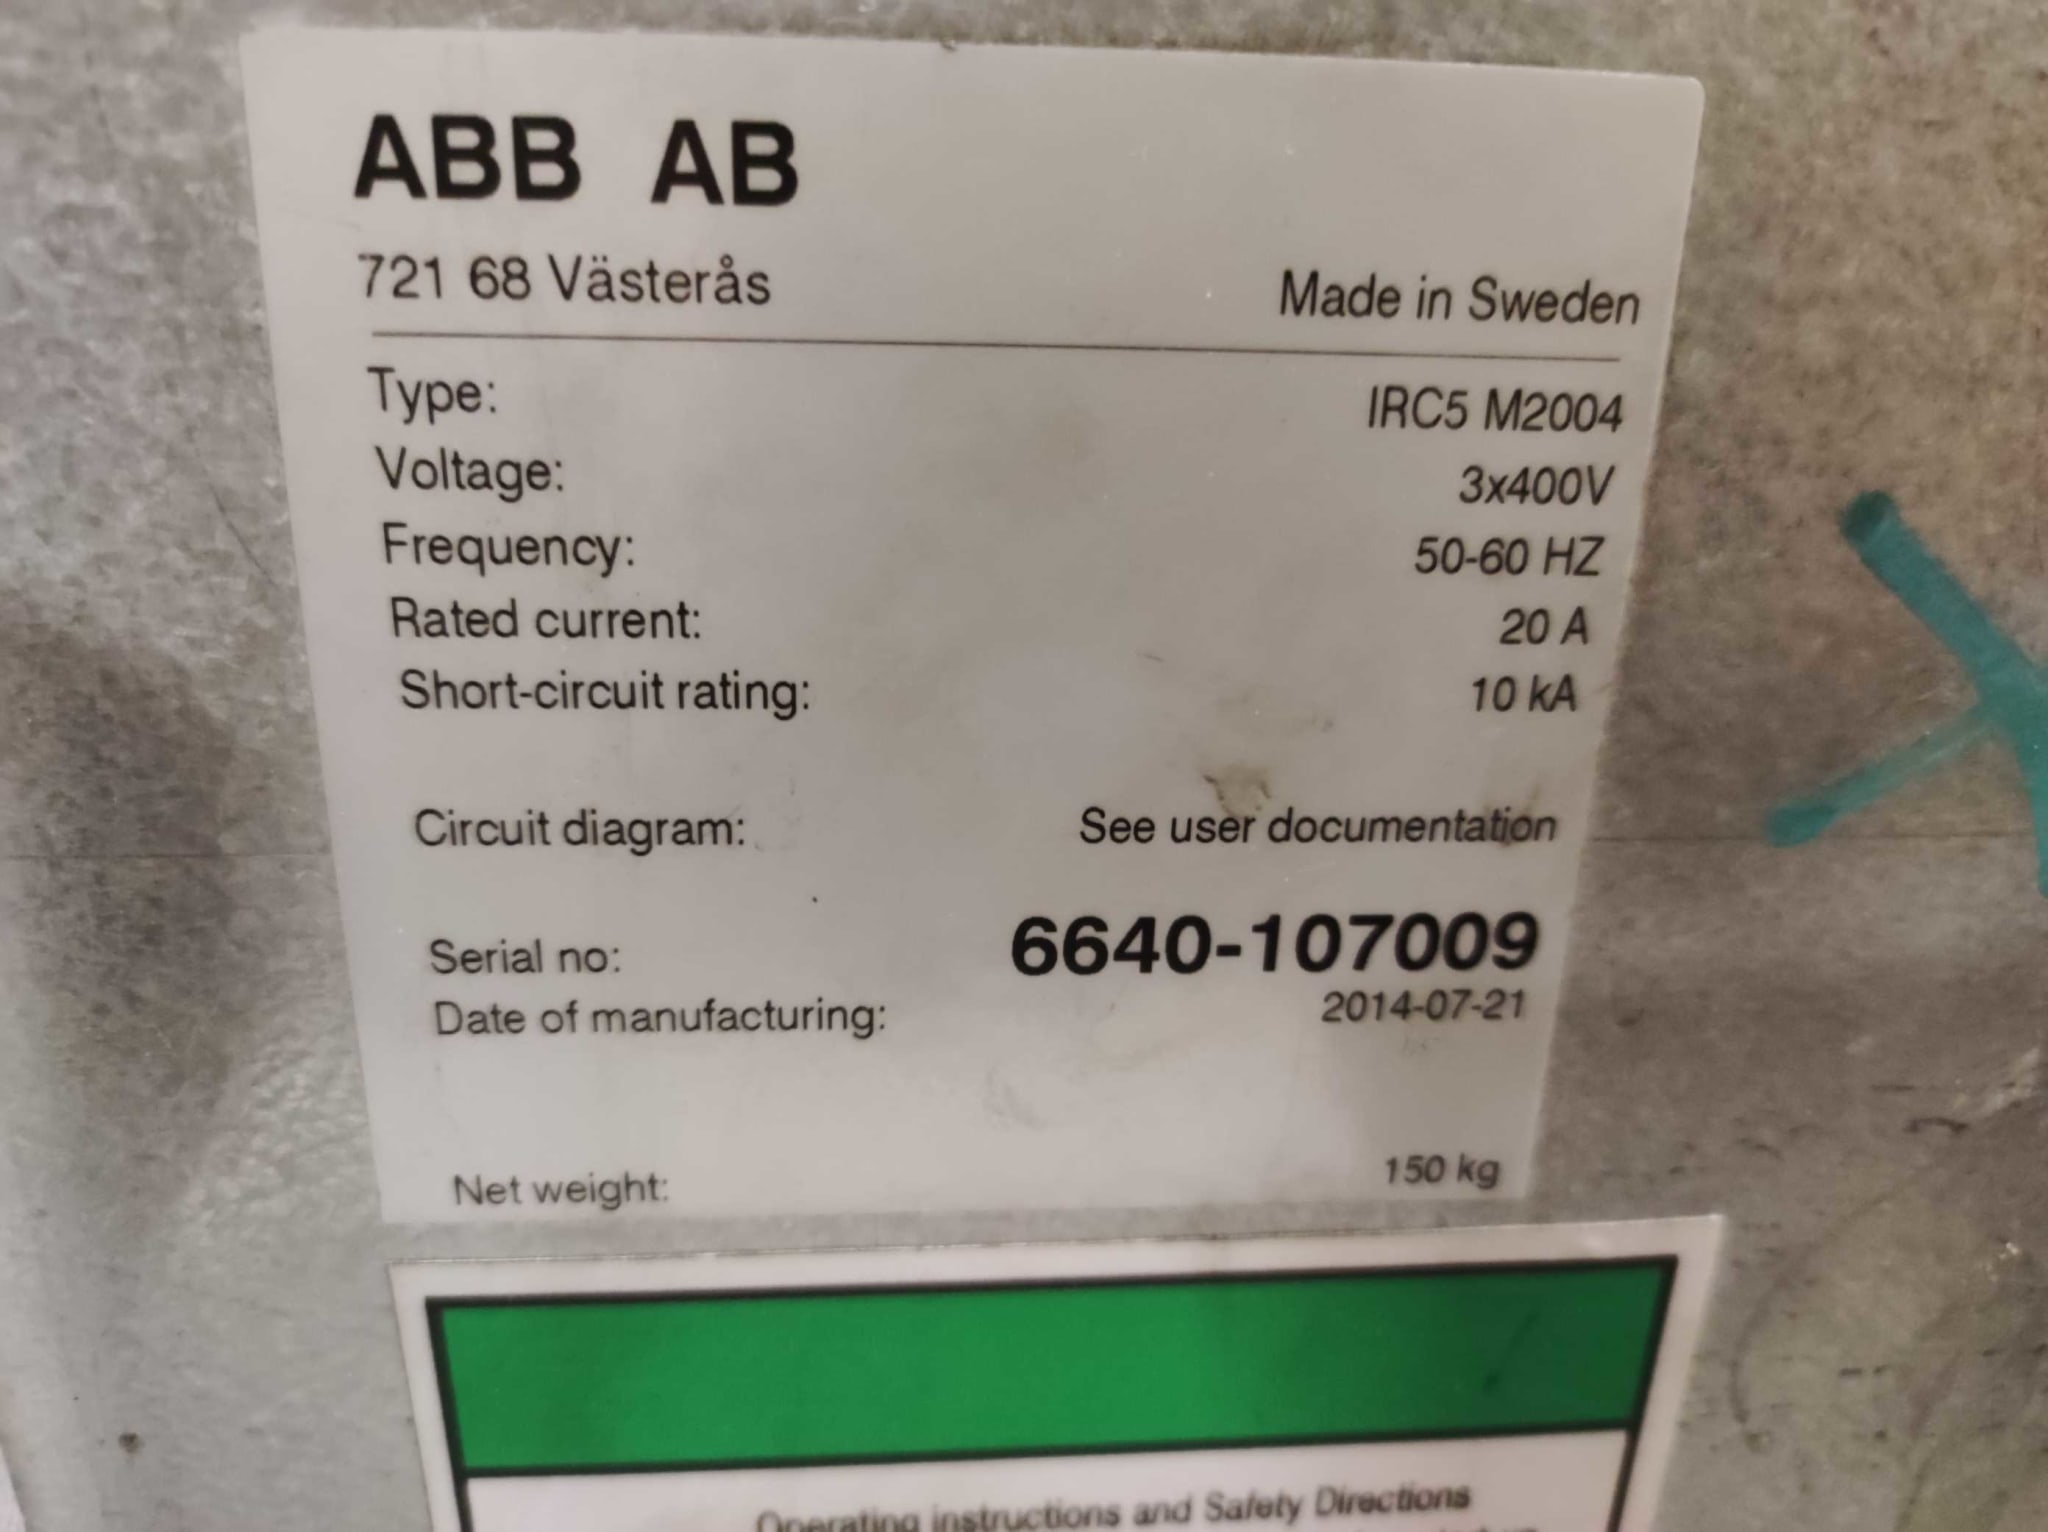 ABB AB
721 68 Västerås Made in Sweden
Type: IRC5 M2004
Voltage: 3x400V
Frequency: 50-60 HZ
Rated current: 20 A
Short-circuit rating: 10 kA
Circuit diagram: See user documentation
Serial no: 6640-107009
Date of manufacturing: 2014-07-21
Net weight: 150 kg
Operating instructions and Safety Directions